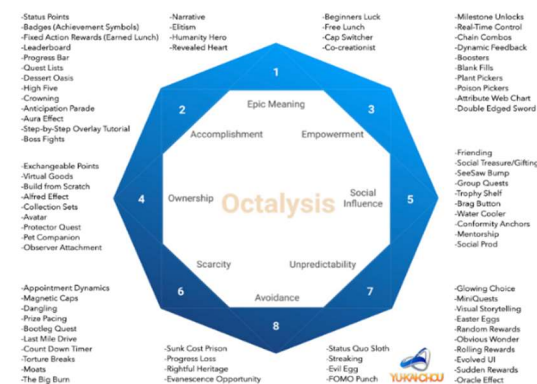 -Status Points
-Badges (Achievement Symbols)
-Fixed Action Rewards (Earned Lunch)
-Leaderboard
-Progress Bar
-Quest Lists
-Dessert Oasis
-High Five
-Crowning
-Anticipation Parade
-Aura Effect
-Step-by-Step Overlay Tutorial
-Boss Fights
-Narrative
-Elitism
-Humanity Hero
-Revealed Heart
-Beginners Luck
-Free Lunch
-Cap Switcher
-Co-creationist
-Milestone Unlocks
-Real-Time Control
-Chain Combos
-Dynamic Feedback
-Boosters
-Blank Fills
-Plant Pickers
-Poison Pickers
-Attribute Web Chart
-Double Edged Sword
1
Epic Meaning
2
Accomplishment
3
Empowerment
-Exchangeable Points
-Virtual Goods
-Build from Scratch
-Alfred Effect
-Collection Sets
-Avatar
-Protector Quest
-Pet Companion
-Observer Attachment
4
Ownership
Octalysis
Social
Influence
5
-Friending
-Social Treasure/Gifting
-SeeSaw Bump
-Group Quests
-Trophy Shelf
-Brag Button
-Water Cooler
-Conformity Anchors
-Mentorship
-Social Prod
Scarcity
6
Unpredictability
7
Avoidance
8
-Appointment Dynamics
-Magnetic Caps
-Dangling
-Prize Pacing
-Bootleg Quest
-Last Mile Drive
-Count Down Timer
-Torture Breaks
-Moats
-The Big Burn
-Sunk Cost Prison
-Progress Loss
-Rightful Heritage
-Evanescence Opportunity
-Status Quo Sloth
-Streaking
-Evil Egg
-FOMO Punch
YUKAICHOU
-Glowing Choice
-MiniQuests
-Visual Storytelling
-Easter Eggs
-Random Rewards
-Obvious Wonder
-Rolling Rewards
-Evolved UI
-Sudden Rewards
-Oracle Effect